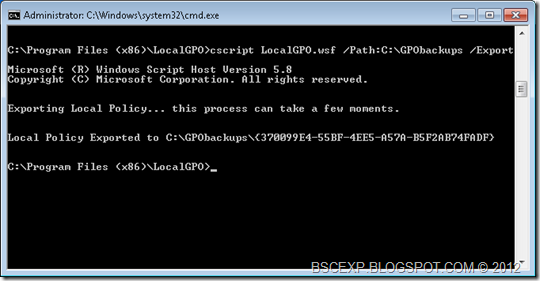 Administrator: C:\Windows\system32\cmd.exe
C:\Program Files (x86)\LocalGPO>cscript LocalGPO.wsf /Path:C:\GPObackups /Export
Microsoft (R) Windows Script Host Version 5.8
Copyright (C) Microsoft Corporation. All rights reserved.
Exporting Local Policy... this process can take a few moments.
Local Policy Exported to C:\GPObackups\{370099E4-55BF-4EE5-A57A-B5F2AB74FADF}
C:\Program Files (x86)\LocalGPO>_
BSCEXP.BLOGSPOT.COM © 2012